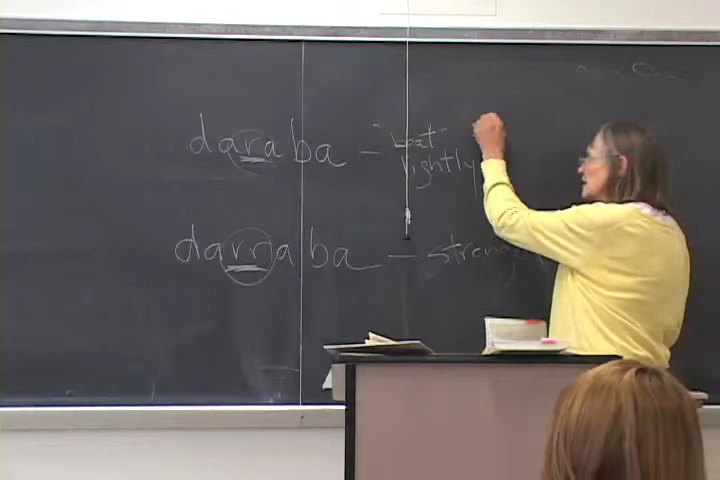 daraba — "beat"
lightly
darraba —